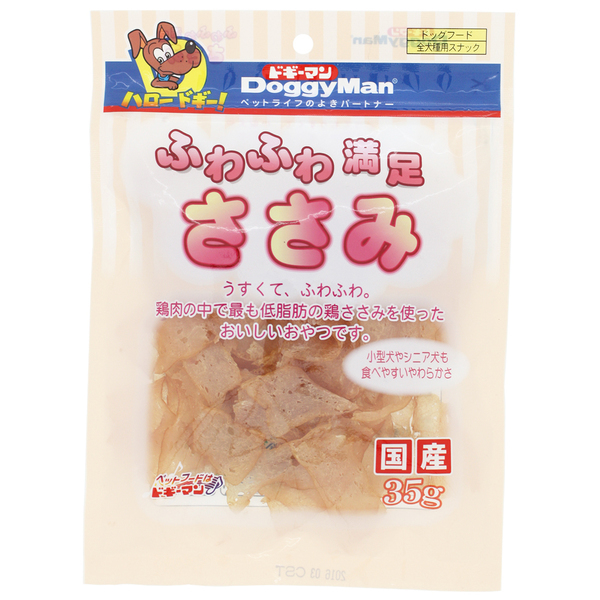 ドッグフード
全犬種用スナック
ハロードギー!
ドギーマン
DoggyMan®
ペットライフのよきパートナー
ふわふわ満足
ささみ
うすくて、ふわふわ。
鶏肉の中で最も低脂肪の鶏ささみを使った
おいしいおやつです。
小型犬やシニア犬も
食べやすいやわらかさ
国産
35g
ペットフードは
ドギーマン♪